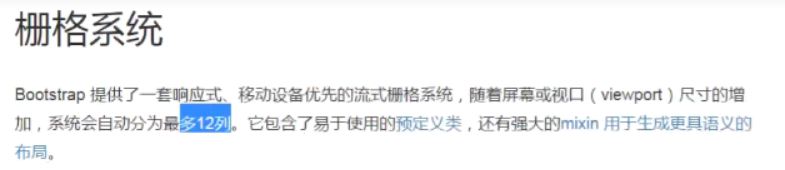 栅格系统
Bootstrap 提供了一套响应式、移动设备优先的流式栅格系统，随着屏幕或视口（viewport）尺寸的增
加，系统会自动分为最多12列。它包含了易于使用的预定义类，还有强大的mixin 用于生成更具语义的
布局。